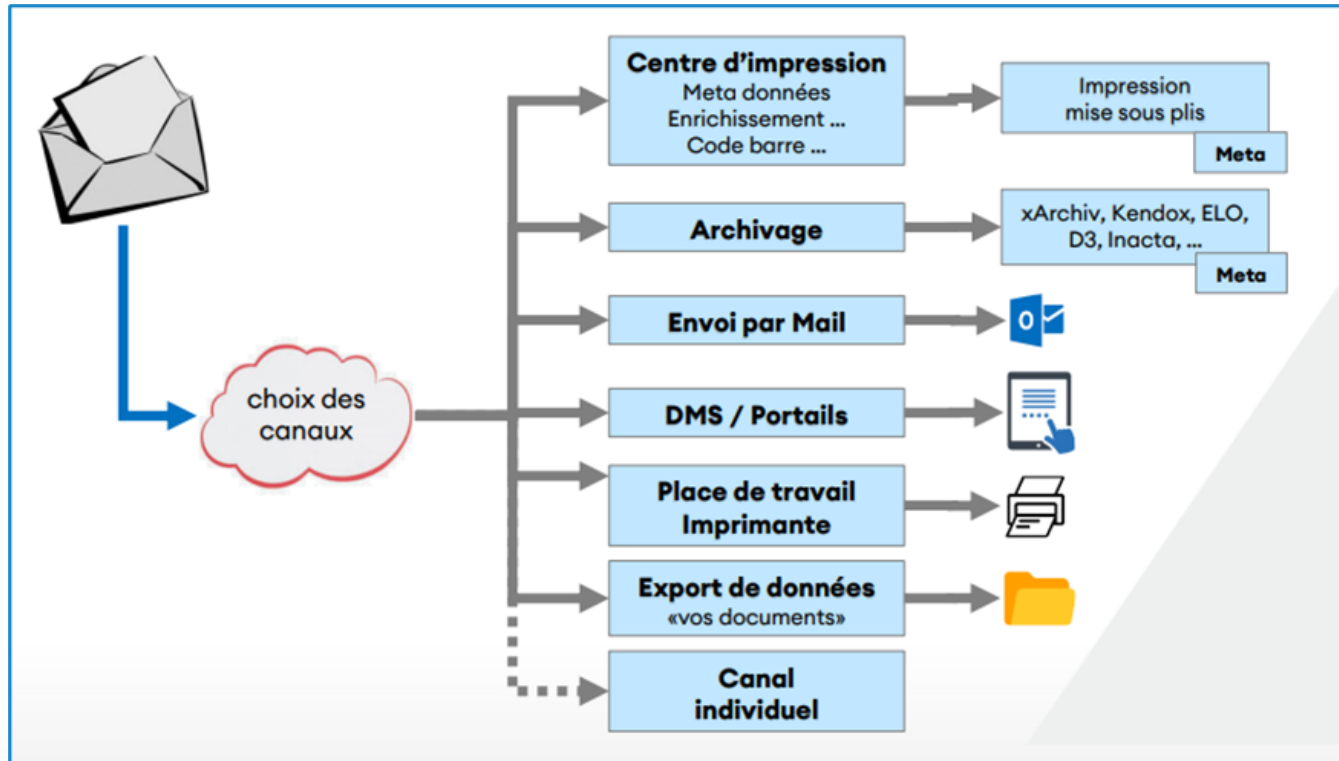 Centre d’impression
Meta données
Enrichissement ...
Code barre ...
Impression
mise sous plis
Meta
Archivage
xArchiv, Kendox, ELO,
D3, Inacta, ...
Meta
Envoi par Mail
O
choix des
canaux
DMS / Portails
Place de travail
Imprimante
Export de données
«vos documents»
Canal
individuel